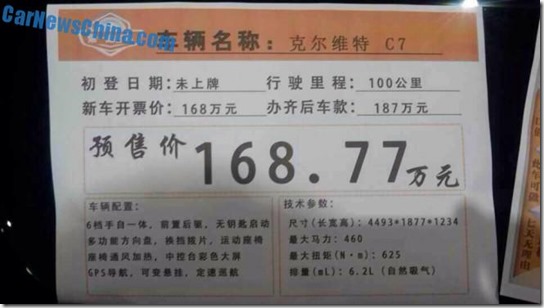 CarNewsChina.com
车辆名称：克尔维特 C7
初登日期：未上牌 行驶里程：100公里
新车开票价：168万元 办齐后车款：187万元
预售价 168.77万元
车辆配置：
6档手自一体，前置后驱，无钥匙启动
多功能方向盘，换挡拨片，运动座椅
座椅通风加热，中控台彩色大屏
GPS导航，可变悬挂，定速巡航
技术参数：
尺寸(长宽高)：4493*1877*1234
最大马力：460
最大扭矩(N·m)：625
排量(mL)：6.2L (自然吸气)
七天无理由